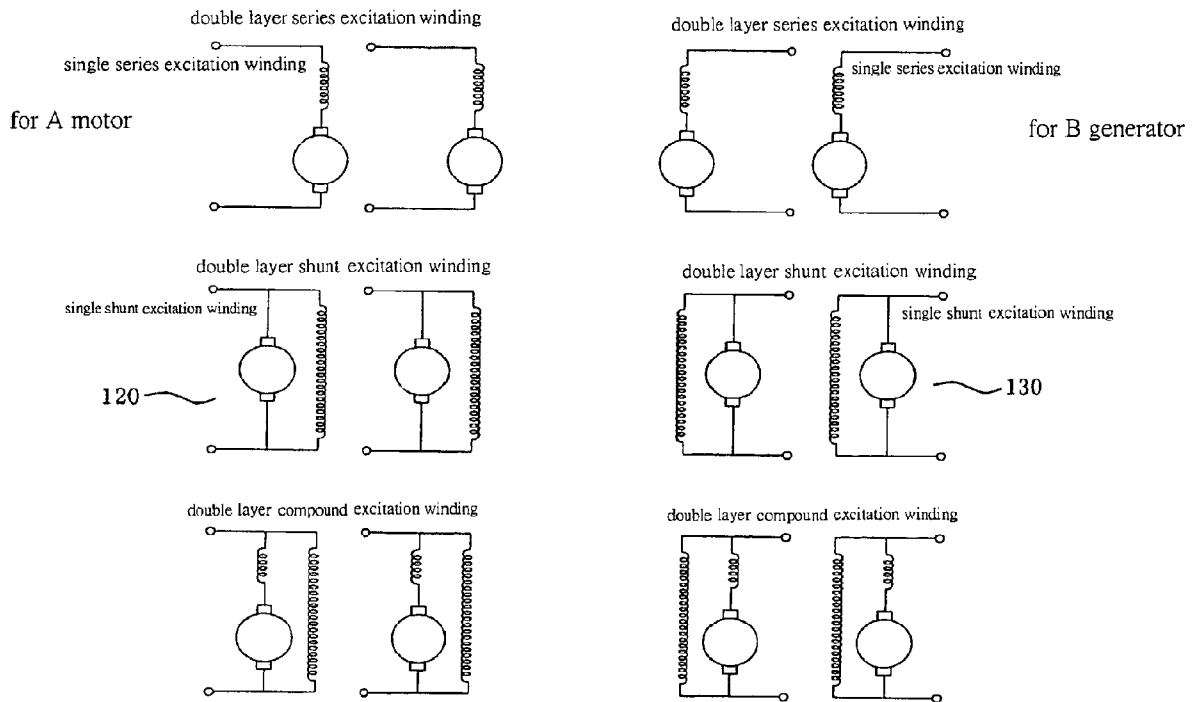 double layer series excitation winding
double layer series excitation winding
single series excitation winding
single series excitation winding
for A motor
for B generator
double layer shunt excitation winding
double layer shunt excitation winding
single shunt excitation winding
single shunt excitation winding
120
130
double layer compound excitation winding
double layer compound excitation winding